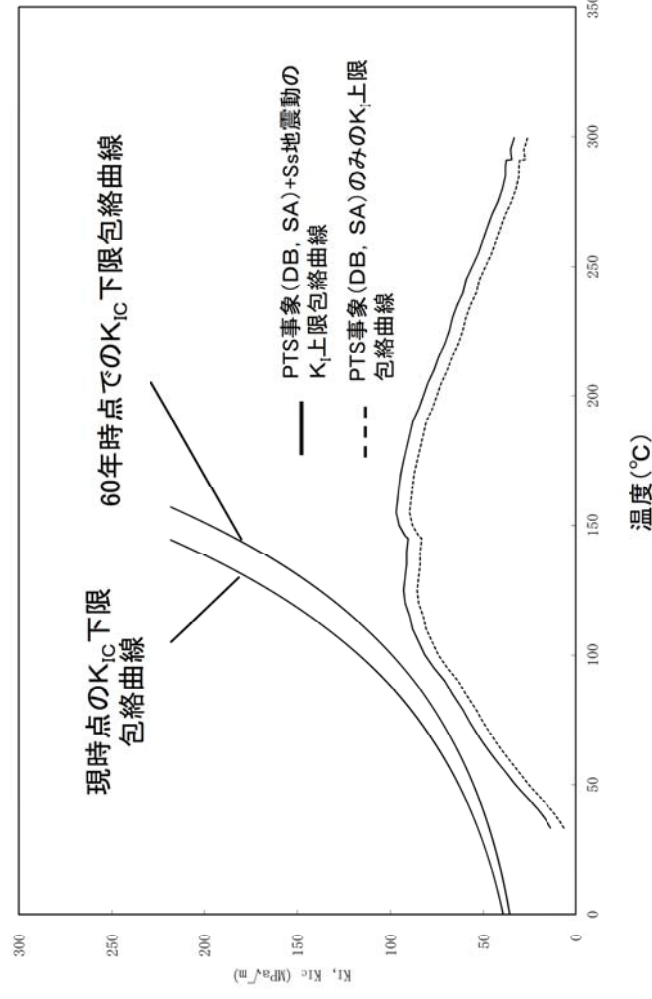 現時点のK_IC下限
包絡曲線
60年時点でのK_IC下限包絡曲線
PTS事象(DB, SA)+Ss地震動の
K_I上限包絡曲線
PTS事象(DB, SA)のみのK_I上限
包絡曲線
KI, KIc (MPa√m)
300
250
200
150
100
50
0
0
50
100
150
200
250
300
350
温度(°C)